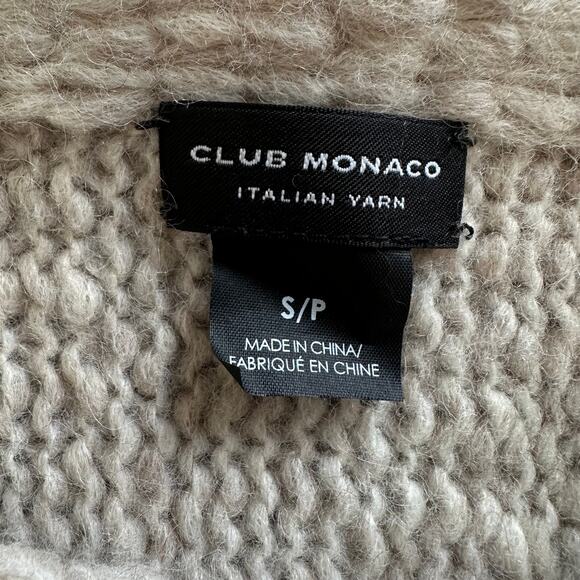 CLUB MONACO
ITALIAN YARN
S/P
MADE IN CHINA/
FABRIQUÉ EN CHINE